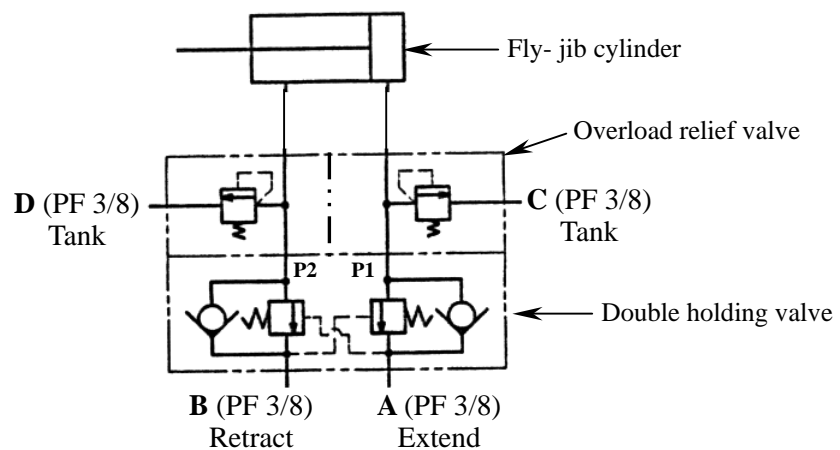 Fly- jib cylinder
Overload relief valve
D (PF 3/8)
Tank
C (PF 3/8)
Tank
P2
P1
Double holding valve
B (PF 3/8)
Retract
A (PF 3/8)
Extend